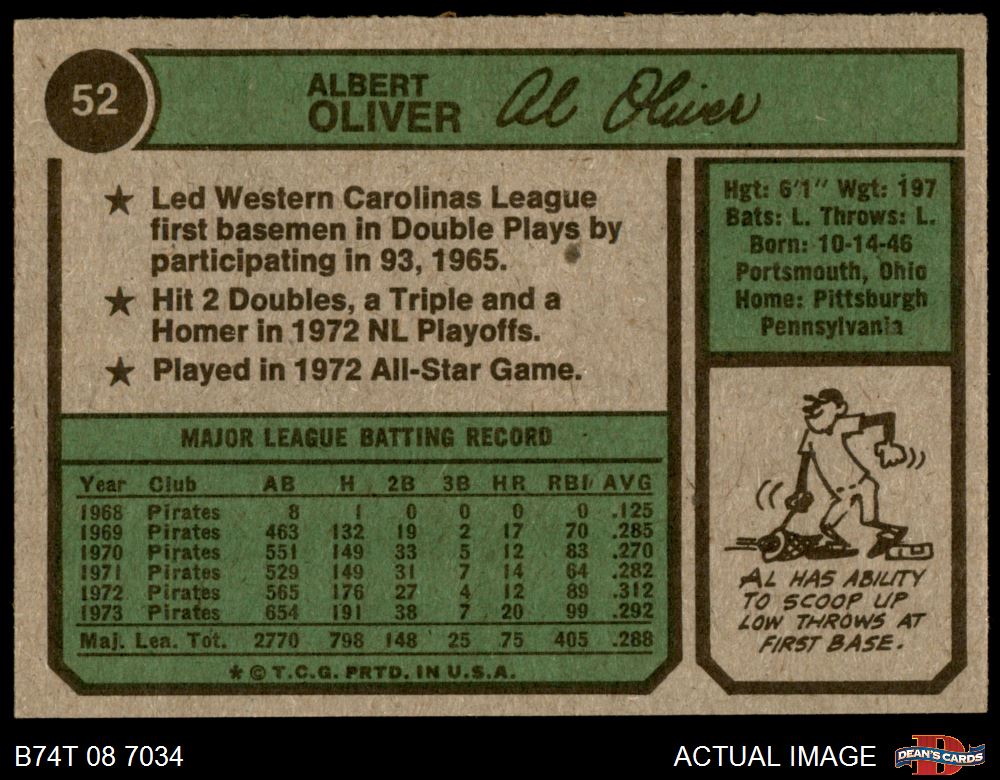 52
ALBERT
OLIVER
Al Oliver
★ Led Western Carolinas League
first basemen in Double Plays by
participating in 93, 1965.
★ Hit 2 Doubles, a Triple and a
Homer in 1972 NL Playoffs.
★ Played in 1972 All-Star Game.
Hgt: 6'1" Wgt: 197
Bats: L. Throws: L.
Born: 10-14-46
Portsmouth, Ohio
Home: Pittsburgh
Pennsylvania
MAJOR LEAGUE BATTING RECORD
Year Club AB H 2B 3B HR RBI AVG
1968 Pirates 8 1 0 0 0 0 .125
1969 Pirates 463 132 19 2 17 70 .285
1970 Pirates 551 149 33 5 12 83 .270
1971 Pirates 529 149 31 7 14 64 .282
1972 Pirates 565 176 27 4 12 89 .312
1973 Pirates 654 191 38 7 20 99 .292
Maj. Lea. Tot. 2770 798 148 25 75 405 .288
* © T.C.G. PRTD. IN U.S.A.
AL HAS ABILITY
TO SCOOP UP
LOW THROWS AT
FIRST BASE.
B74T 08 7034
ACTUAL IMAGE
DEAN'S CARDS